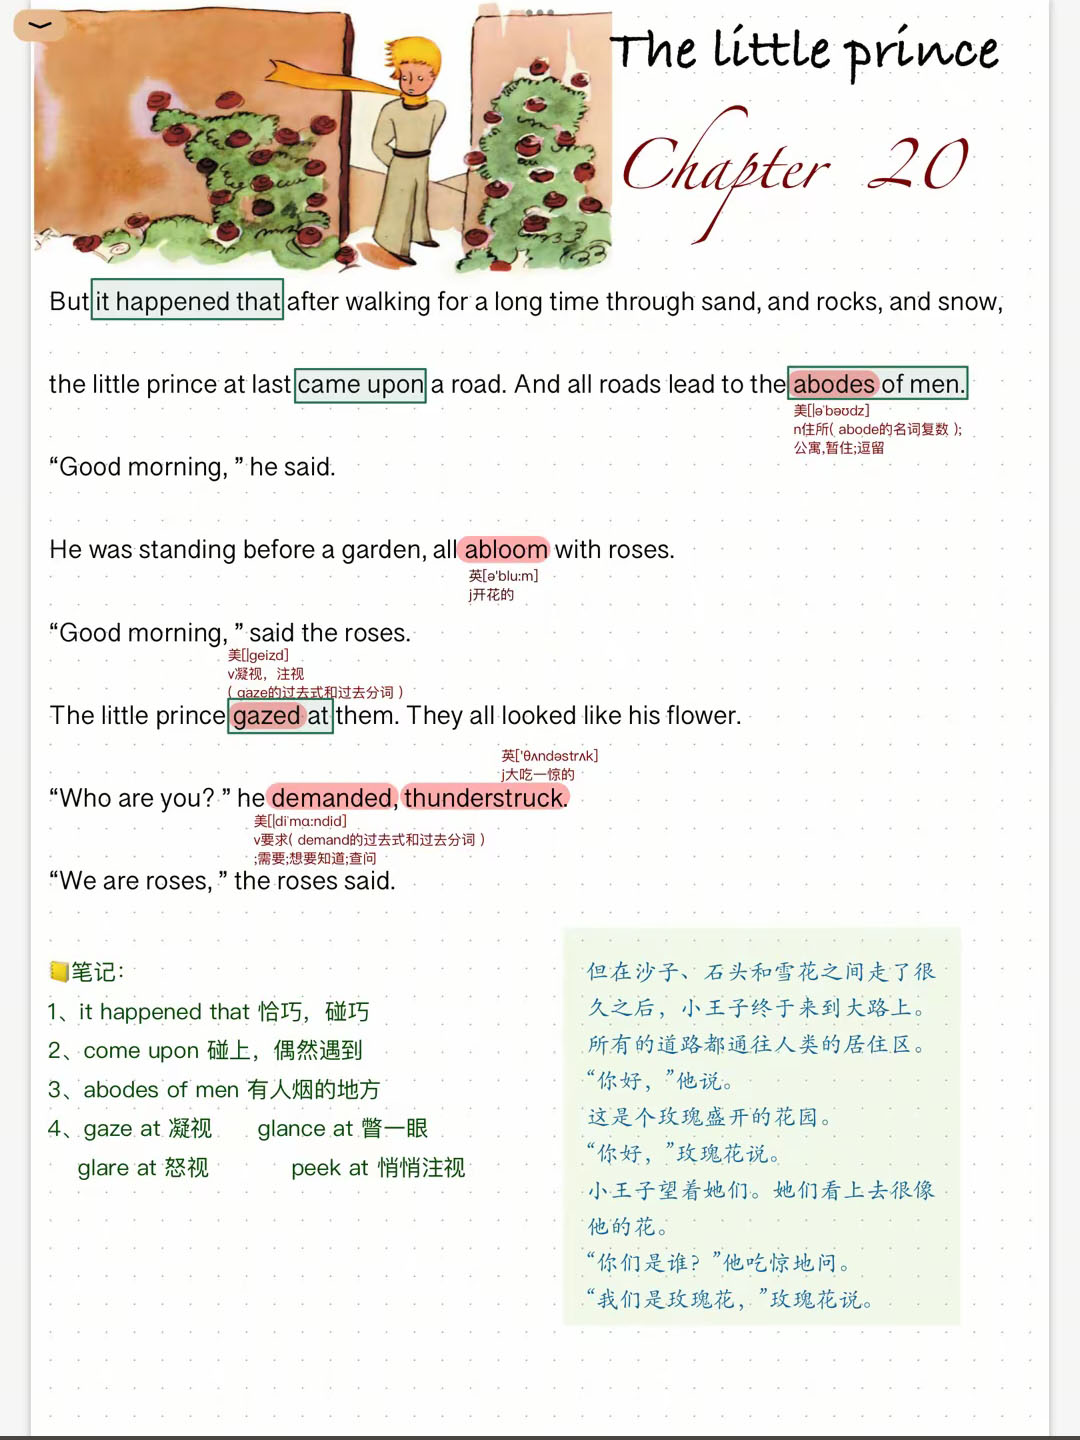 The little prince
Chapter 20
But it happened that after walking for a long time through sand, and rocks, and snow,
the little prince at last came upon a road. And all roads lead to the abodes of men.
美[|ə'bəʊdz]
n住所( abode的名词复数 );
公寓,暂住;逗留
“Good morning, ” he said.
He was standing before a garden, all abloom with roses.
英[ə'blu:m]
j开花的
“Good morning, ” said the roses.
美[|geizd]
v凝视，注视
( gaze的过去式和过去分词 )
The little prince gazed at them. They all looked like his flower.
英['θʌndəstrʌk]
j大吃一惊的
“Who are you? ” he demanded, thunderstruck.
美[|di'mɑ:ndid]
v要求( demand的过去式和过去分词 )
;需要;想要知道;查问
“We are roses, ” the roses said.
笔记：
1、it happened that 恰巧，碰巧
2、come upon 碰上，偶然遇到
3、abodes of men 有人烟的地方
4、gaze at 凝视 glance at 瞥一眼
glare at 怒视 peek at 悄悄注视
但在沙子、石头和雪花之间走了很
久之后，小王子终于来到大路上。
所有的道路都通往人类的居住区。
“你好，”他说。
这是个玫瑰盛开的花园。
“你好，”玫瑰花说。
小王子望着她们。她们看上去很像
他的花。
“你们是谁？”他吃惊地问。
“我们是玫瑰花，”玫瑰花说。